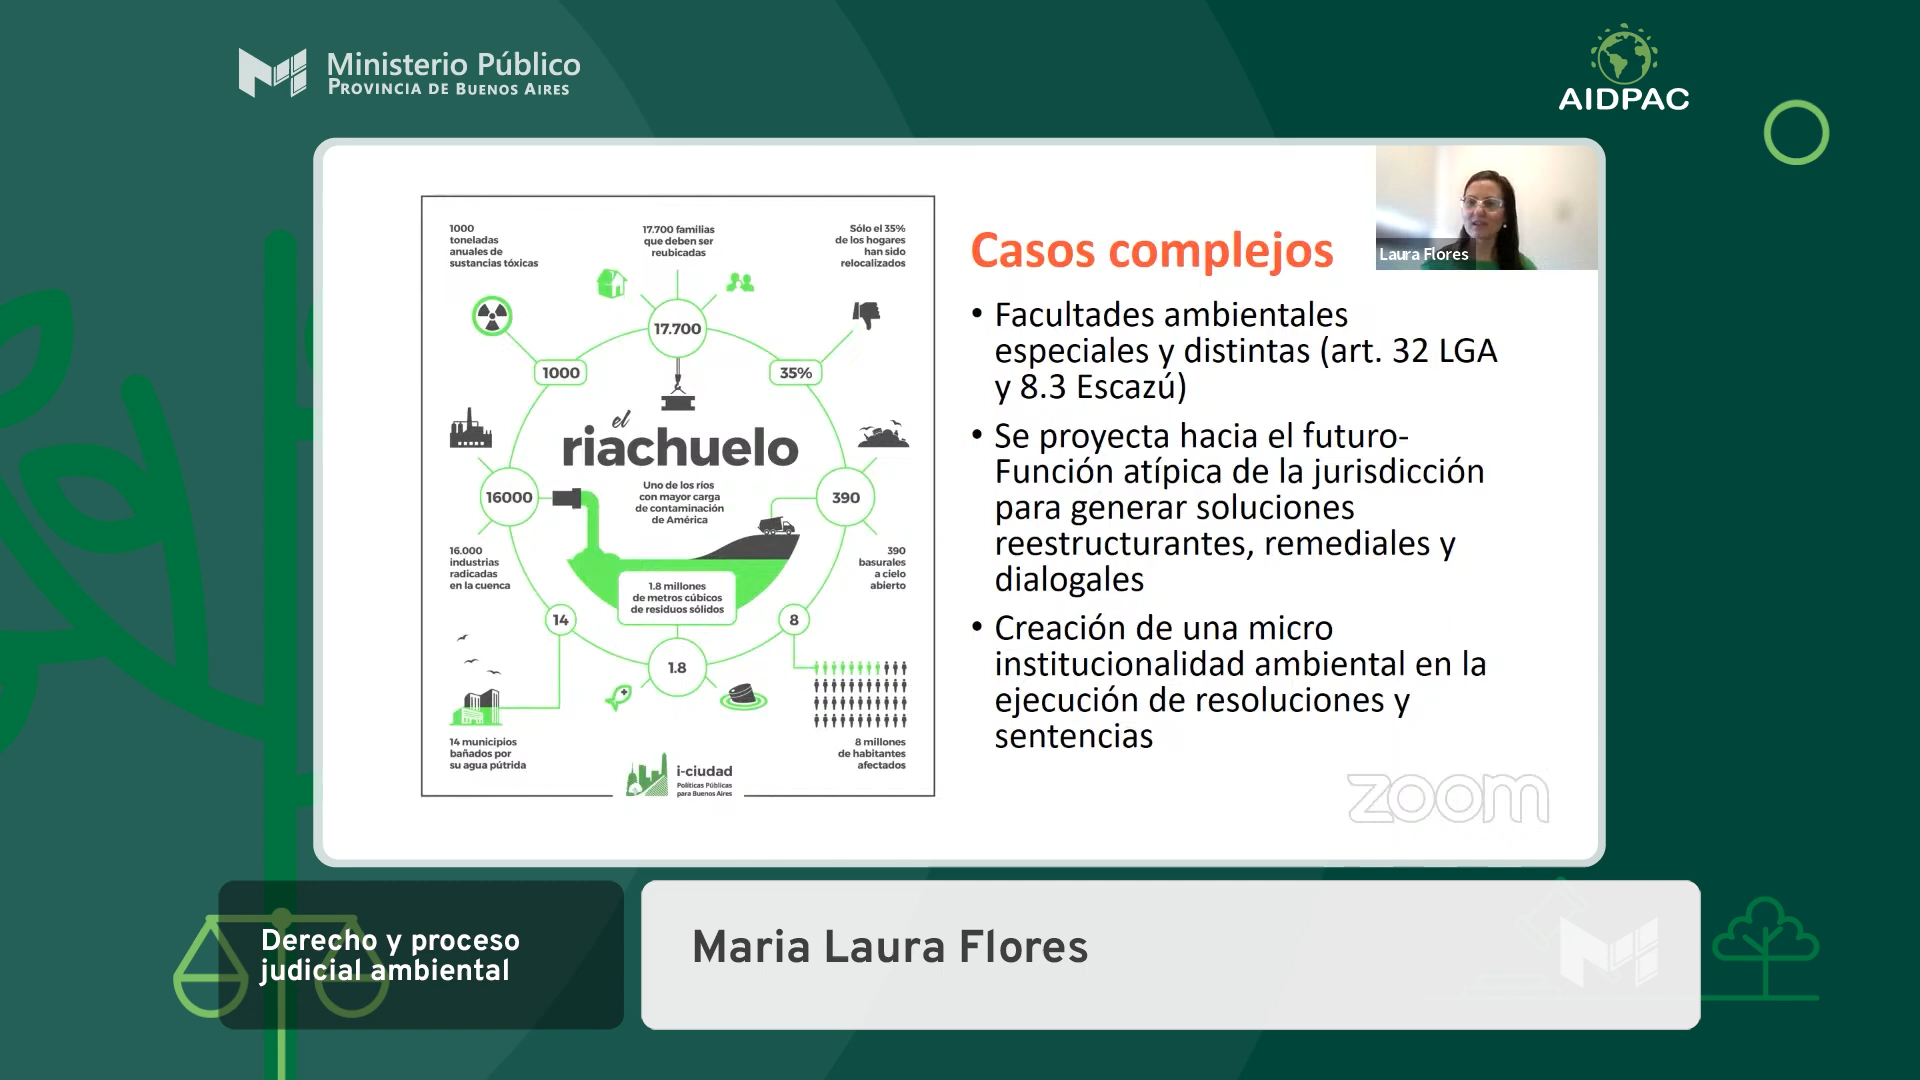 Ministerio Público
PROVINCIA DE BUENOS AIRES
AIDPAC
1000
toneladas
anuales de
sustancias tóxicas
17.700 familias
que deben ser
reubicadas
Sólo el 35%
de los hogares
han sido
relocalizados
17.700
1000
35%
el
riachuelo
Uno de los ríos
con mayor carga
de contaminación
de América
16000
390
16.000
industrias
radicadas
en la cuenca
390
basurales
a cielo
abierto
1.8 millones
de metros cúbicos
de residuos sólidos
14
8
1.8
14 municipios
bañados por
su agua pútrida
8 millones
de habitantes
afectados
i-ciudad
Políticas Públicas
para Buenos Aires
Casos complejos
Laura Flores
• Facultades ambientales
especiales y distintas (art. 32 LGA
y 8.3 Escazú)
• Se proyecta hacia el futuro-
Función atípica de la jurisdicción
para generar soluciones
reestructurantes, remediales y
dialogales
• Creación de una micro
institucionalidad ambiental en la
ejecución de resoluciones y
sentencias
zoom
Derecho y proceso
judicial ambiental
Maria Laura Flores